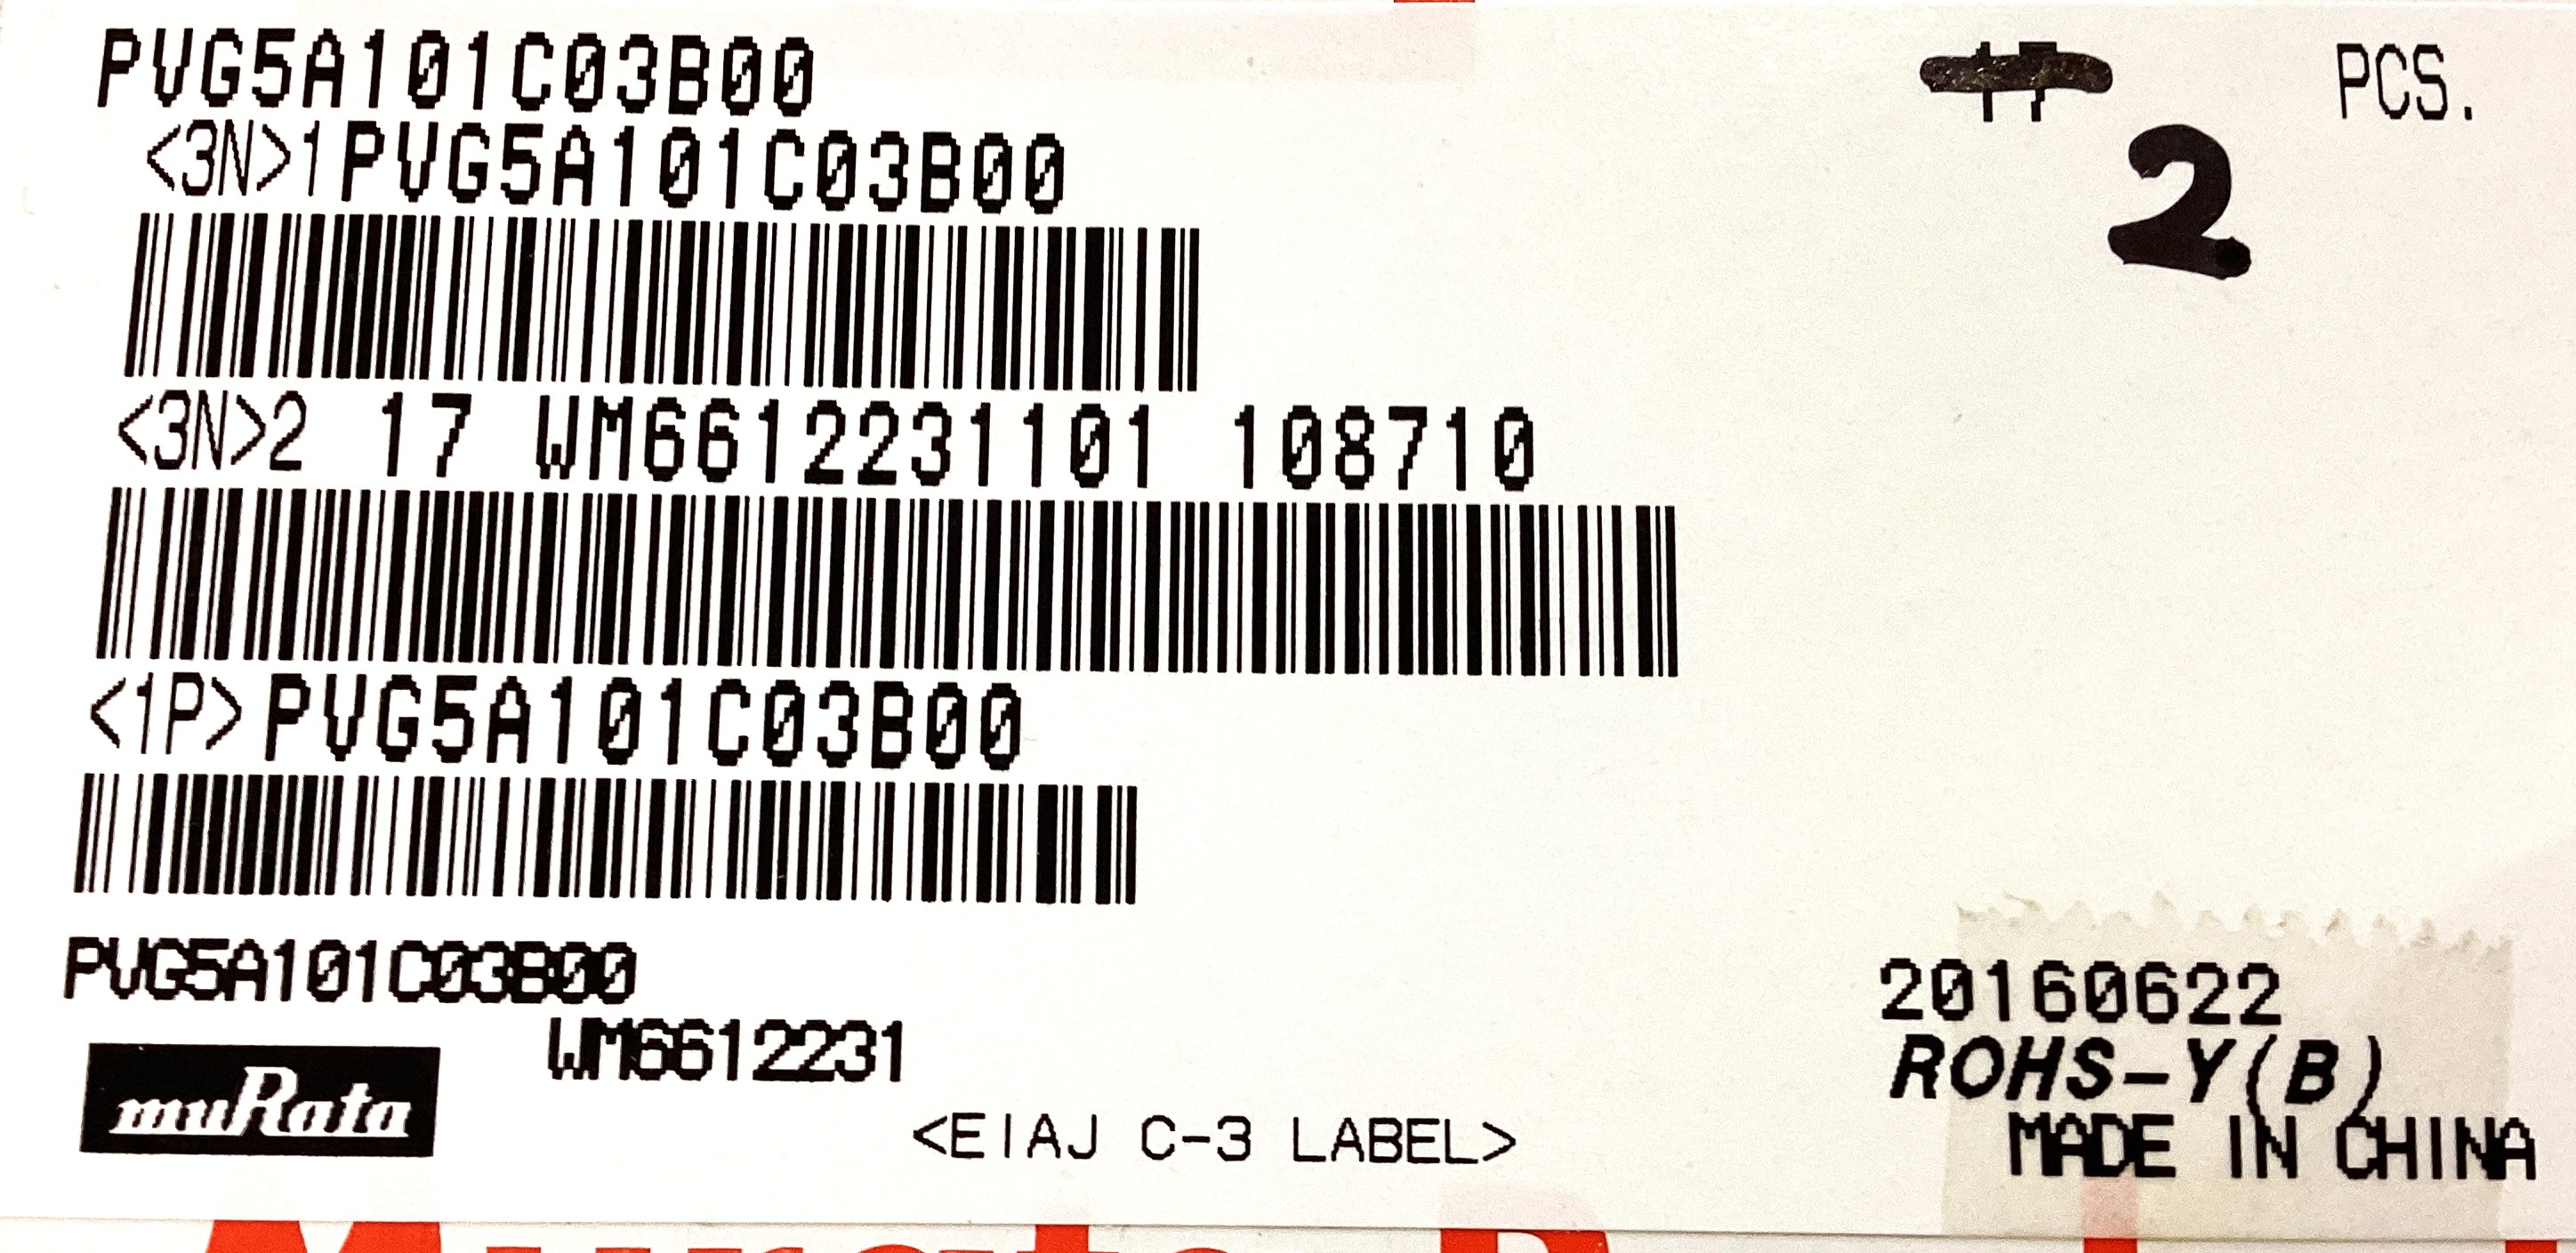 PVG5A101C03B00 17 PCS.
2
<3N>1PVG5A101C03B00
<3N>2 17 WM6612231101 108710
<1P>PVG5A101C03B00
PVG5A101C03B00
20160622
WM6612231
ROHS-Y(B)
muRata
<EIAJ C-3 LABEL>
MADE IN CHINA